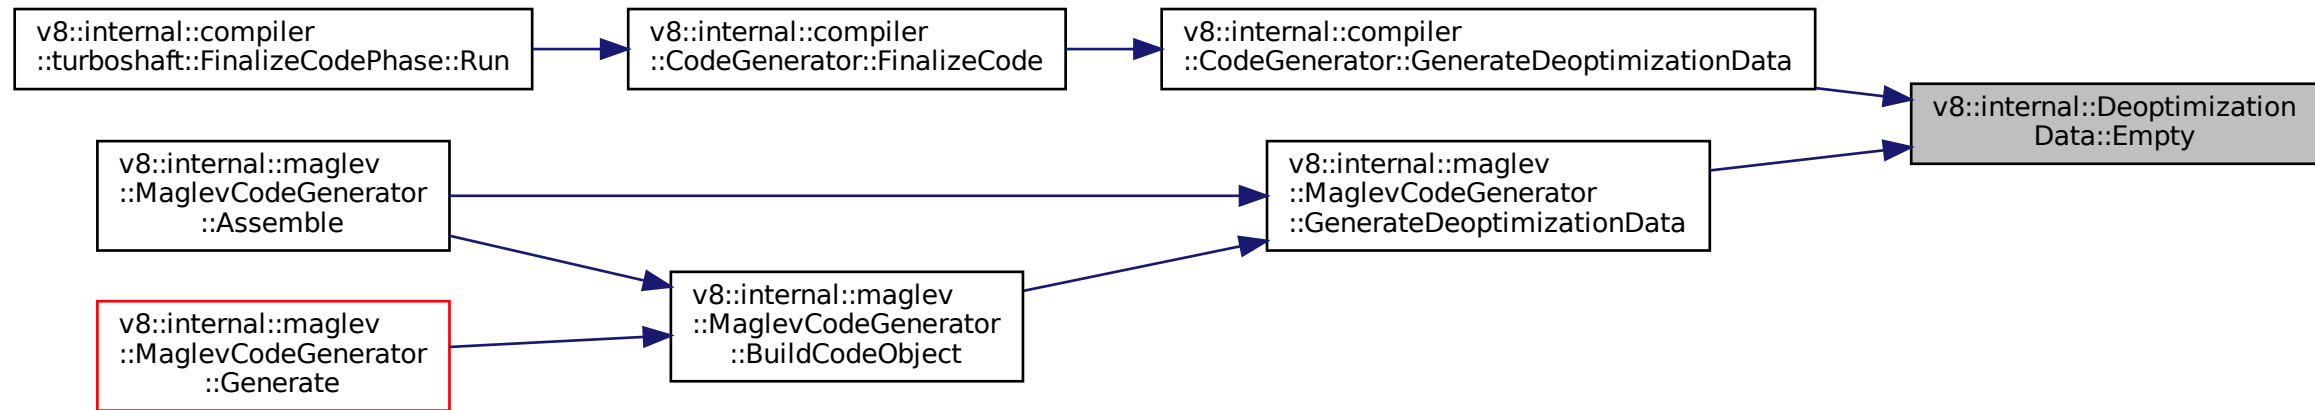 v8::internal::compiler
::turboshaft::FinalizeCodePhase::Run
v8::internal::compiler
::CodeGenerator::FinalizeCode
v8::internal::compiler
::CodeGenerator::GenerateDeoptimizationData
v8::internal::Deoptimization
Data::Empty
v8::internal::maglev
::MaglevCodeGenerator
::Assemble
v8::internal::maglev
::MaglevCodeGenerator
::GenerateDeoptimizationData
v8::internal::maglev
::MaglevCodeGenerator
::Generate
v8::internal::maglev
::MaglevCodeGenerator
::BuildCodeObject